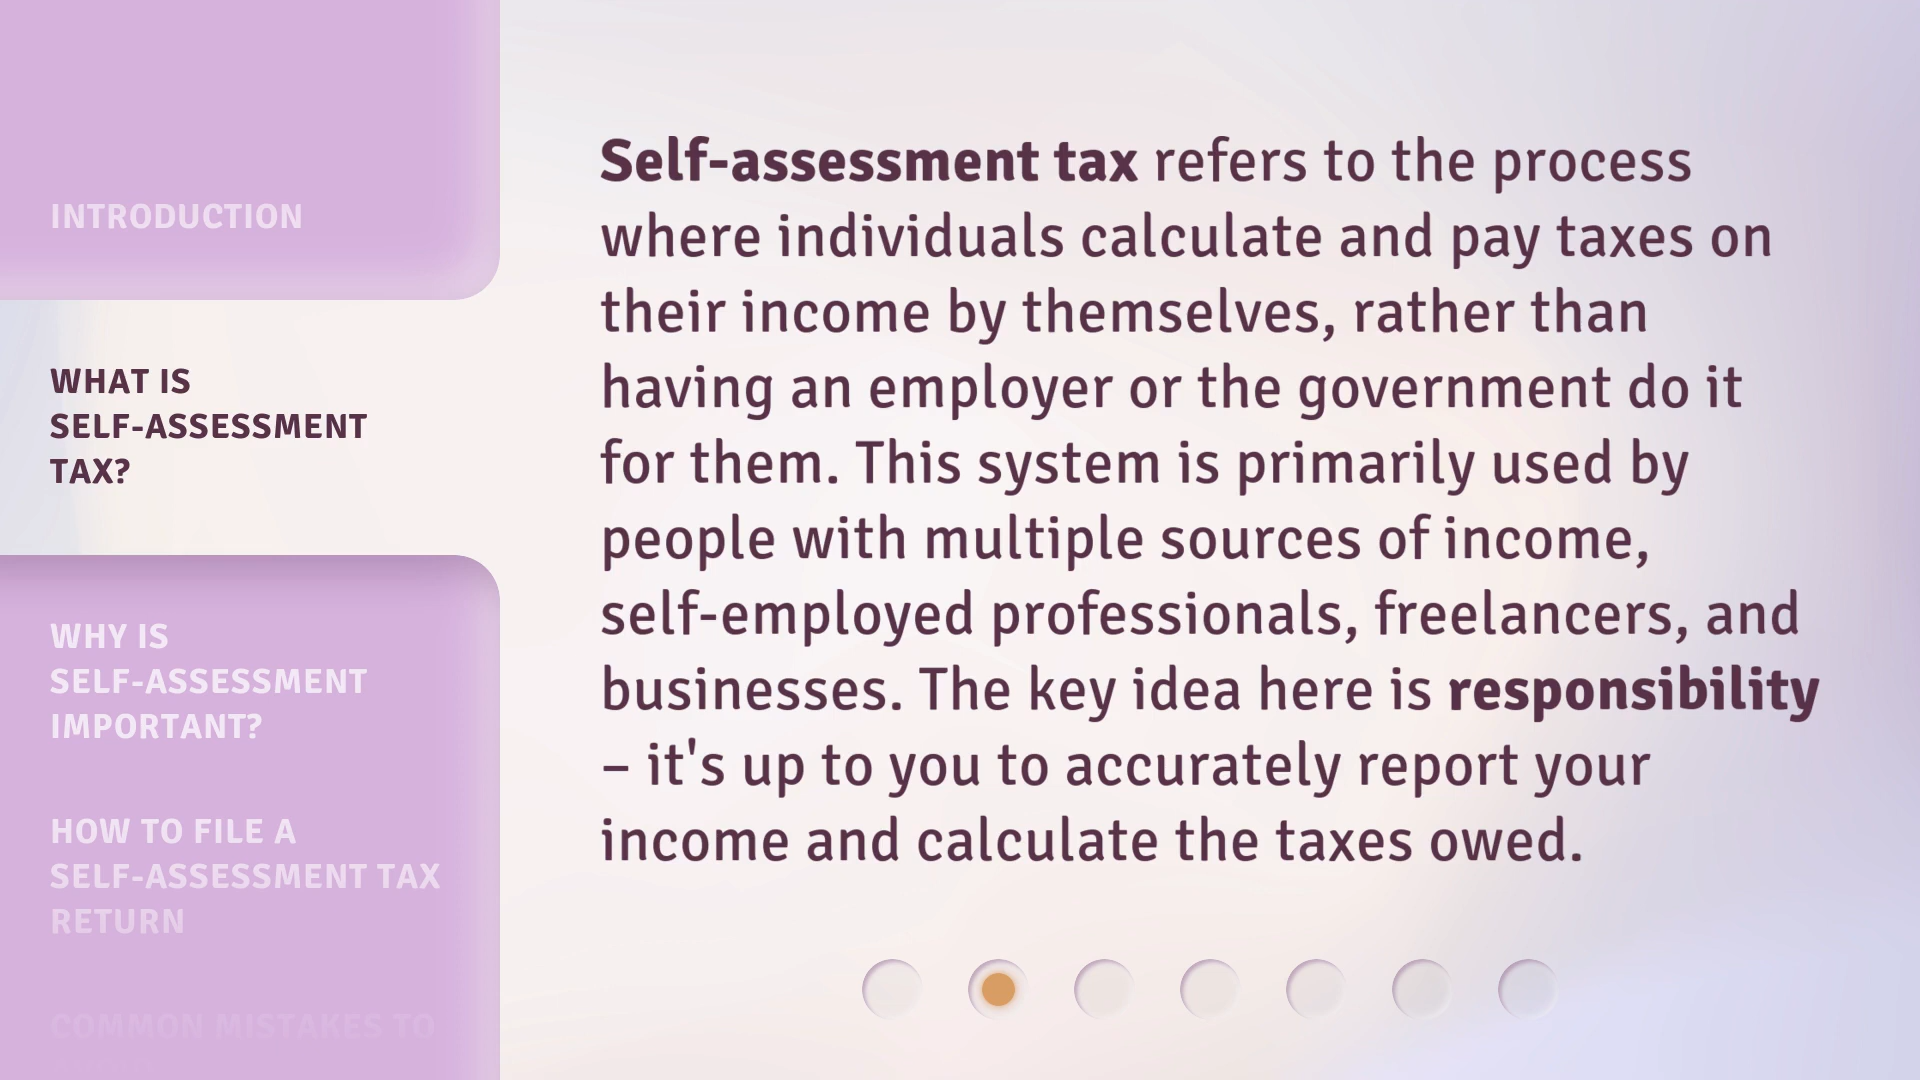 INTRODUCTION
WHAT IS
SELF-ASSESSMENT
TAX?
WHY IS
SELF-ASSESSMENT
IMPORTANT?
HOW TO FILE A
SELF-ASSESSMENT TAX
RETURN
COMMON MISTAKES TO
Self-assessment tax refers to the process
where individuals calculate and pay taxes on
their income by themselves, rather than
having an employer or the government do it
for them. This system is primarily used by
people with multiple sources of income,
self-employed professionals, freelancers, and
businesses. The key idea here is responsibility
– it's up to you to accurately report your
income and calculate the taxes owed.